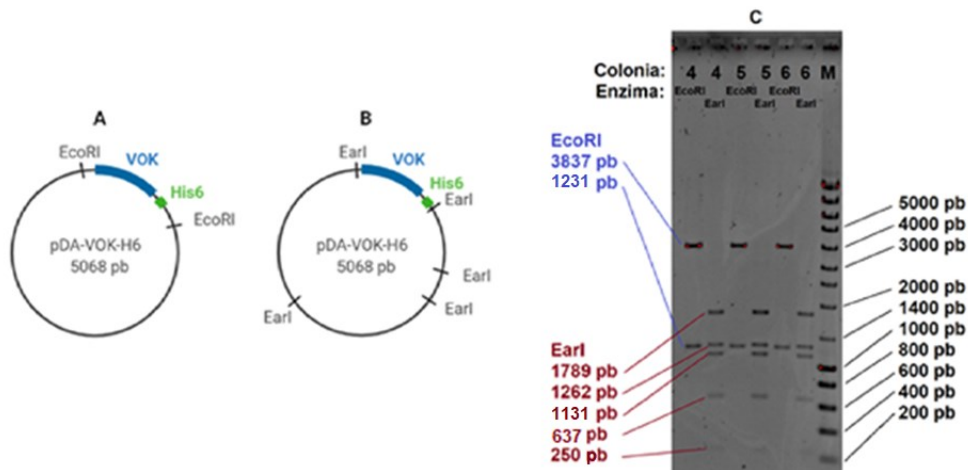 A
EcoRI
VOK
His6
EcoRI
pDA-VOK-H6
5068 pb
B
EarI
VOK
His6
EarI
pDA-VOK-H6
5068 pb
EarI
EarI
EarI
C
Colonia: 4 4 5 5 6 6 M
Enzima: EcoRI EarI EcoRI EarI EcoRI EarI
EcoRI
3837 pb
1231 pb
EarI
1789 pb
1262 pb
1131 pb
637 pb
250 pb
5000 pb
4000 pb
3000 pb
2000 pb
1400 pb
1000 pb
800 pb
600 pb
400 pb
200 pb